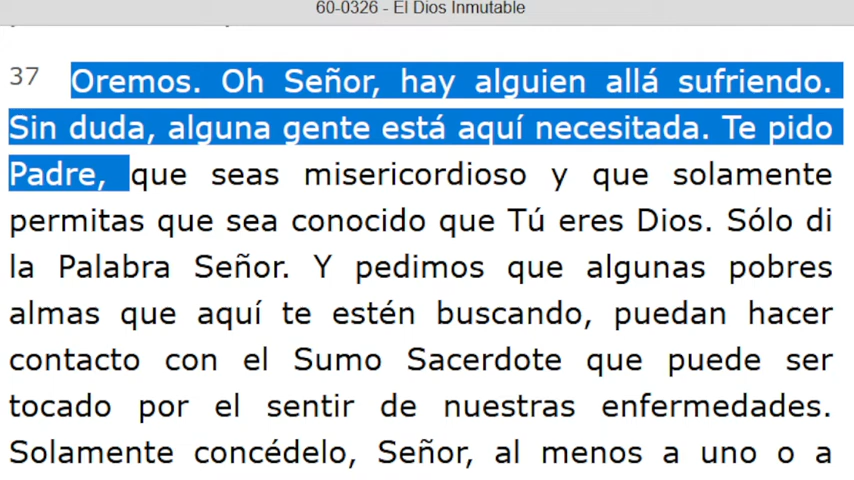 60-0326 - El Dios Inmutable
37 Oremos. Oh Señor, hay alguien allá sufriendo.
Sin duda, alguna gente está aquí necesitada. Te pido
Padre, que seas misericordioso y que solamente
permitas que sea conocido que Tú eres Dios. Sólo di
la Palabra Señor. Y pedimos que algunas pobres
almas que aquí te estén buscando, puedan hacer
contacto con el Sumo Sacerdote que puede ser
tocado por el sentir de nuestras enfermedades.
Solamente concédelo, Señor, al menos a uno o a